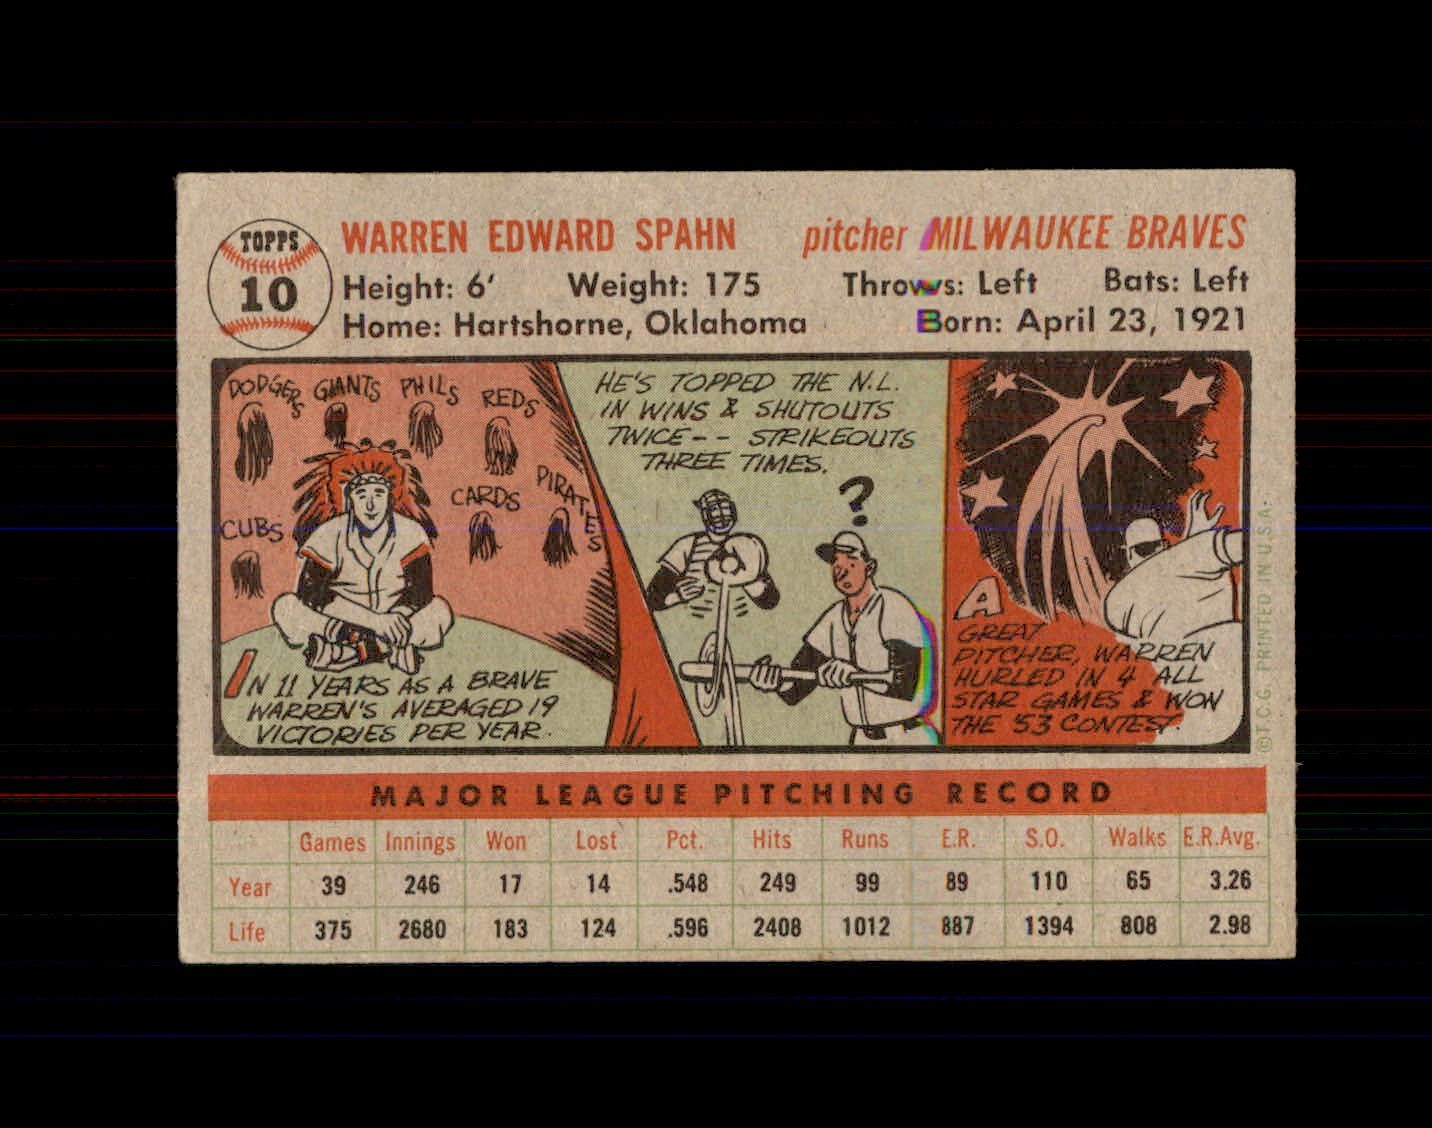 TOPPS
10
WARREN EDWARD SPAHN pitcher MILWAUKEE BRAVES
Height: 6' Weight: 175 Throws: Left Bats: Left
Home: Hartshorne, Oklahoma Born: April 23, 1921
DODGERS GIANTS PHILS REDS
CUBS CARDS PIRATES
IN 11 YEARS AS A BRAVE
WARREN'S AVERAGED 19
VICTORIES PER YEAR.
HE'S TOPPED THE N.L.
IN WINS & SHUTOUTS
TWICE-- STRIKEOUTS
THREE TIMES.
?
A
GREAT
PITCHER, WARREN
HURLED IN 4 ALL
STAR GAMES & WON
THE '53 CONTEST.
©T.C.G. PRINTED IN U.S.A.
MAJOR LEAGUE PITCHING RECORD
Games Innings Won Lost Pct. Hits Runs E.R. S.O. Walks E.R.Avg.
Year 39 246 17 14 .548 249 99 89 110 65 3.26
Life 375 2680 183 124 .596 2408 1012 887 1394 808 2.98